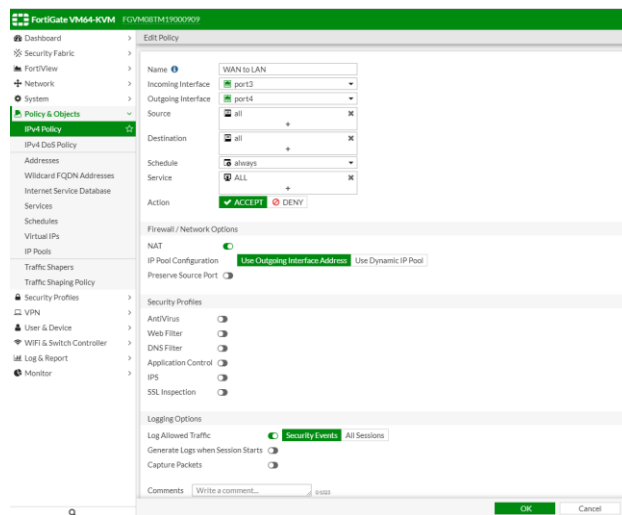 FortiGate VM64-KVM FGVM08TM19000909
Dashboard
Security Fabric
FortiView
Network
System
Policy & Objects
IPv4 Policy
IPv4 DoS Policy
Addresses
Wildcard FQDN Addresses
Internet Service Database
Services
Schedules
Virtual IPs
IP Pools
Traffic Shapers
Traffic Shaping Policy
Security Profiles
VPN
User & Device
WiFi & Switch Controller
Log & Report
Monitor
Edit Policy
Name WAN to LAN
Incoming Interface port3
Outgoing Interface port4
Source all
+
Destination all
+
Schedule always
Service ALL
+
Action ACCEPT DENY
Firewall / Network Options
NAT
IP Pool Configuration Use Outgoing Interface Address Use Dynamic IP Pool
Preserve Source Port
Security Profiles
AntiVirus
Web Filter
DNS Filter
Application Control
IPS
SSL Inspection
Logging Options
Log Allowed Traffic Security Events All Sessions
Generate Logs when Session Starts
Capture Packets
Comments Write a comment... 0/1023
OK Cancel